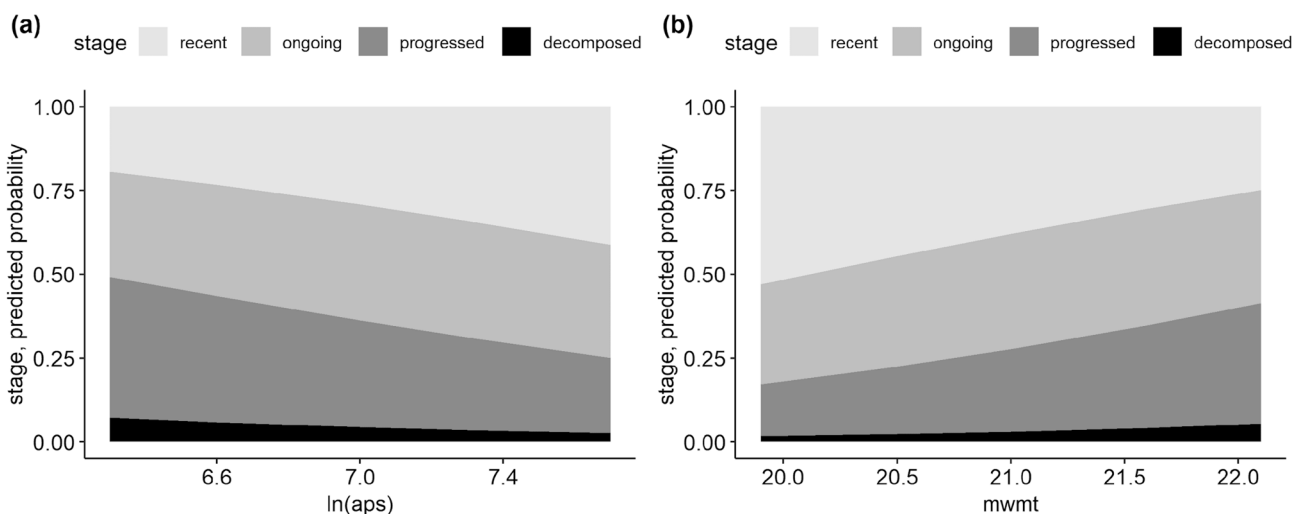 (a)
stage recent ongoing progressed decomposed
1.00
0.75
0.50
0.25
0.00
stage, predicted probability
6.6 7.0 7.4
ln(aps)
(b)
stage recent ongoing progressed decomposed
1.00
0.75
0.50
0.25
0.00
stage, predicted probability
20.0 20.5 21.0 21.5 22.0
mwmt